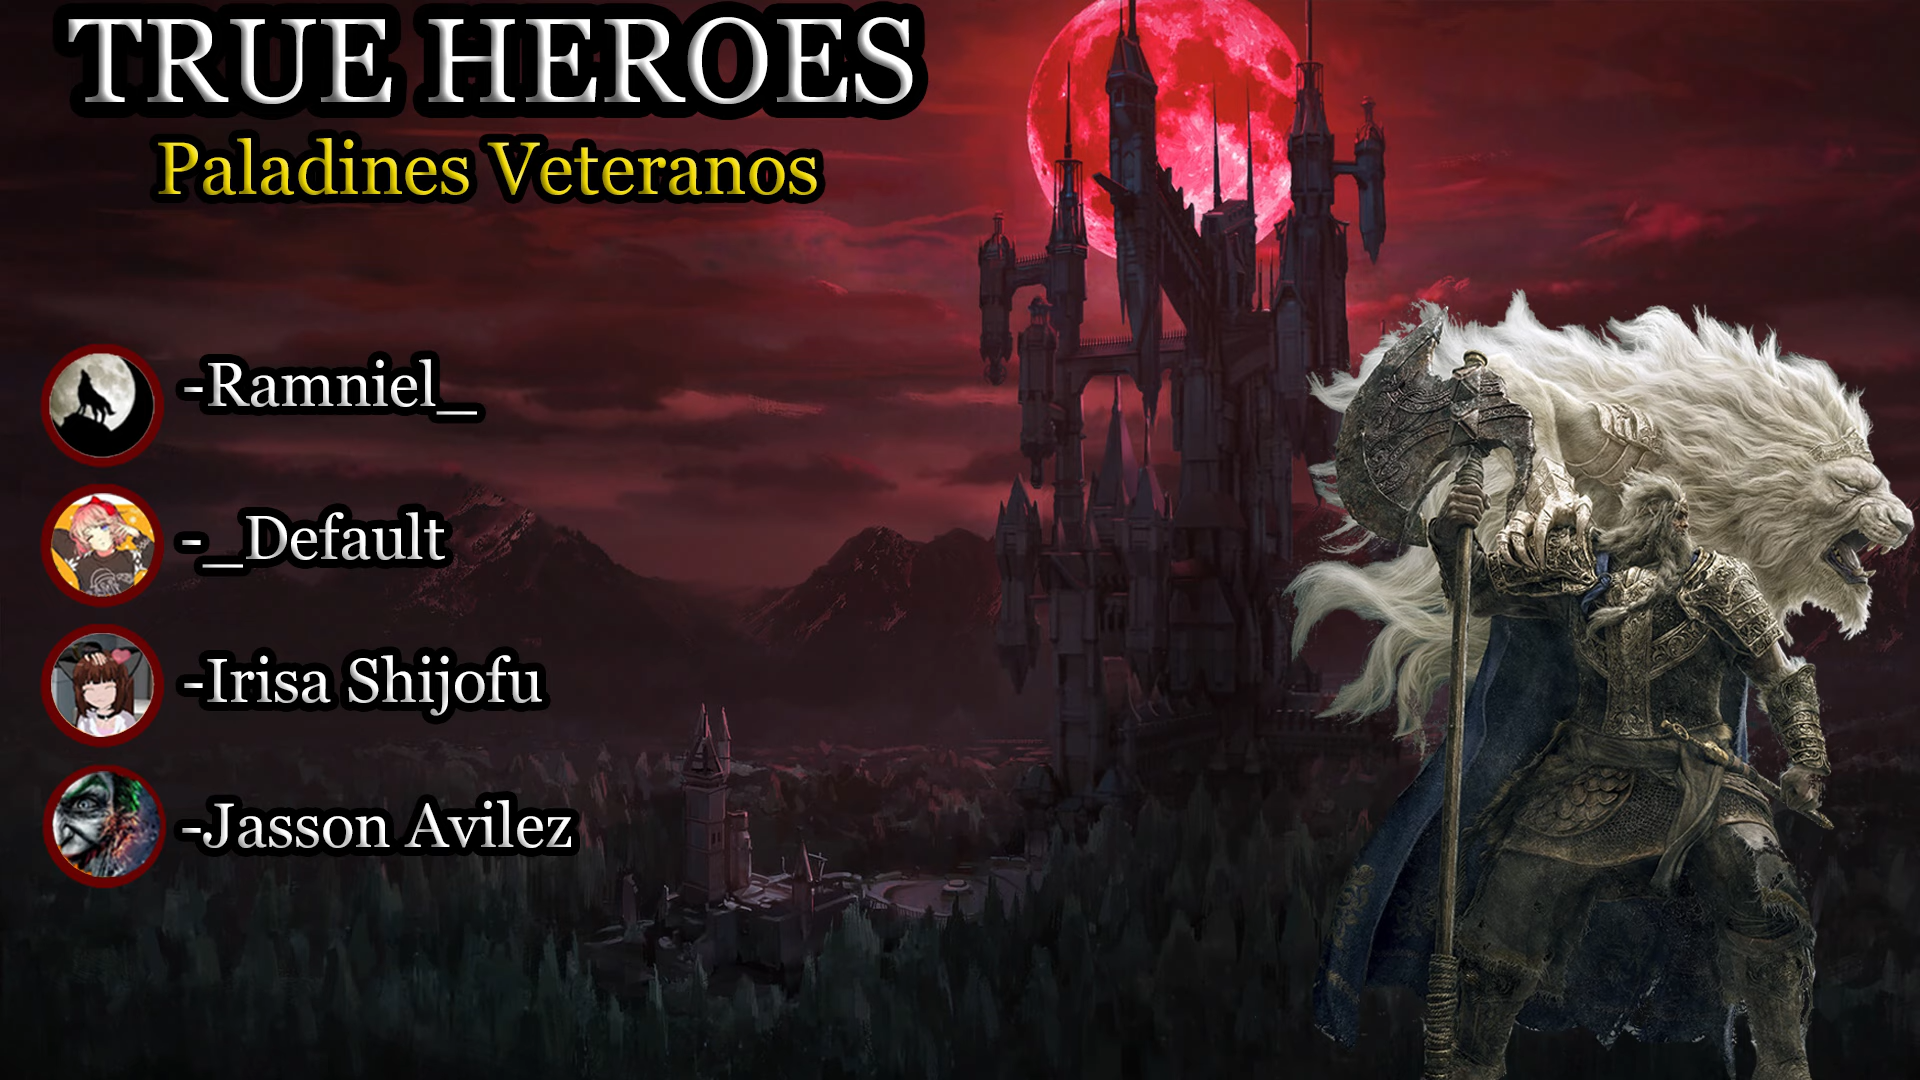 TRUE HEROES
Paladines Veteranos
-Ramniel_
-_Default
-Irisa Shijofu
-Jasson Avilez